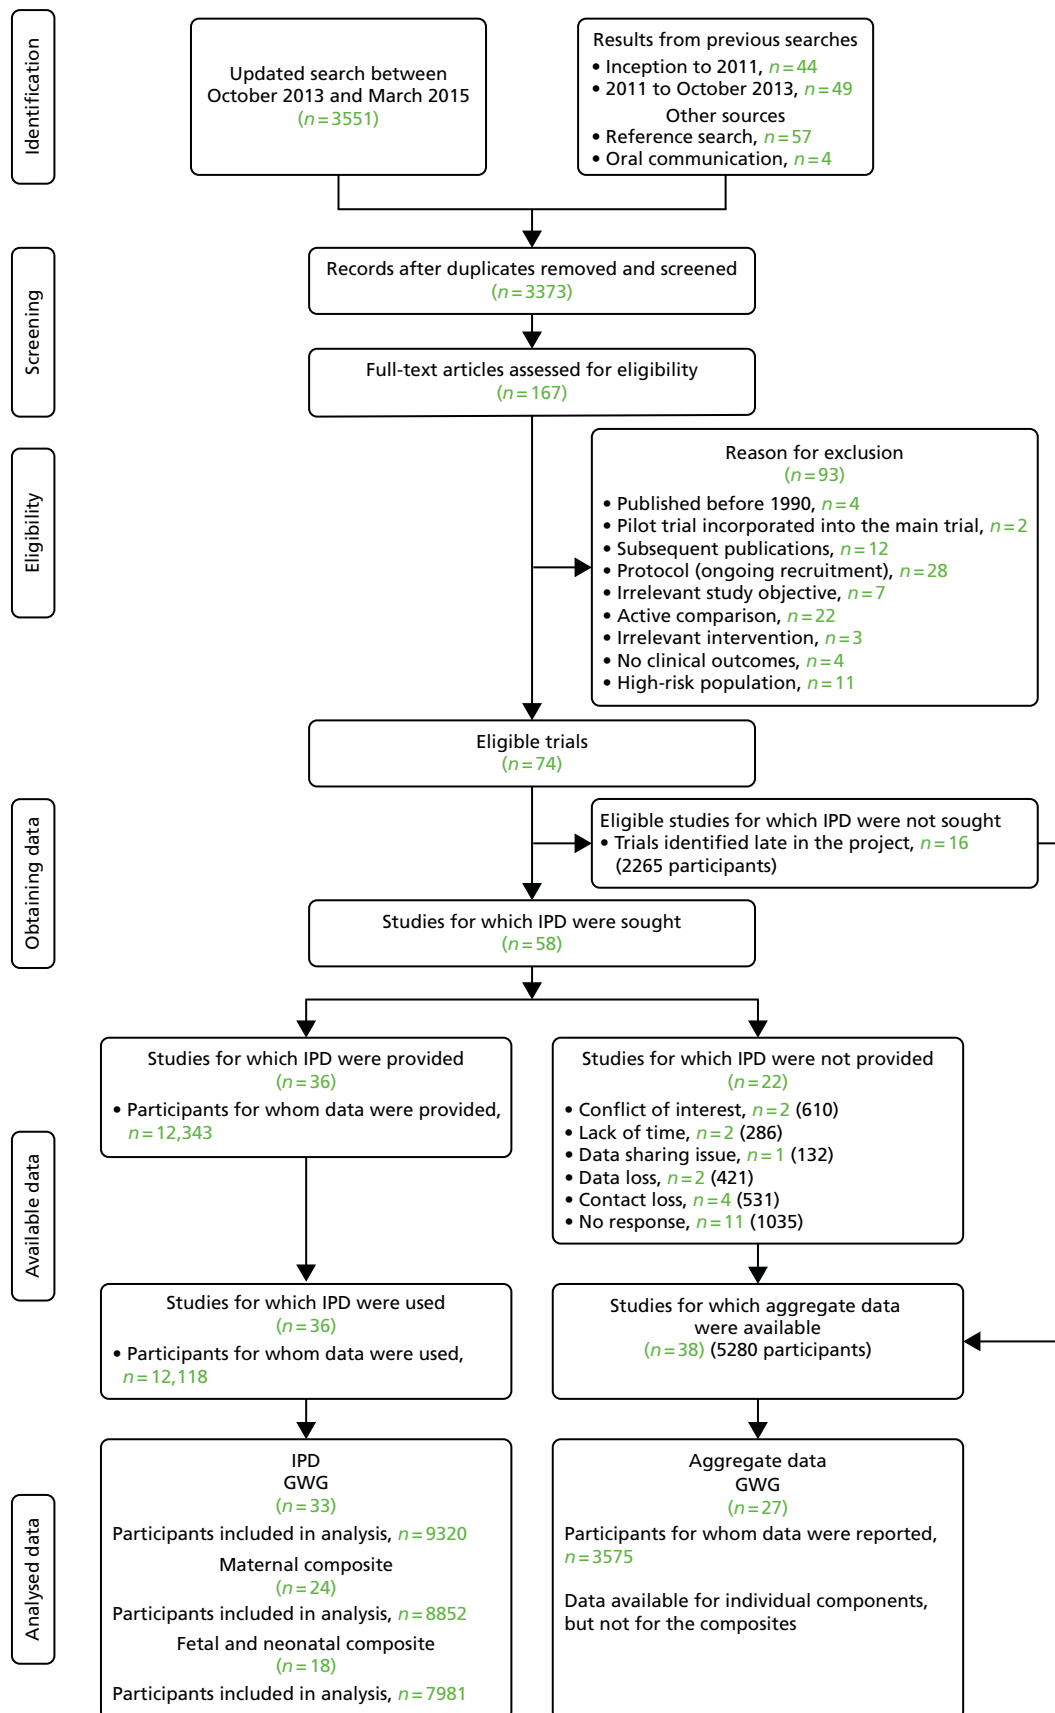 Identification
Updated search between
October 2013 and March 2015
(n=3551)
Results from previous searches
• Inception to 2011, n=44
• 2011 to October 2013, n=49
Other sources
• Reference search, n=57
• Oral communication, n=4
Screening
Records after duplicates removed and screened
(n=3373)
Full-text articles assessed for eligibility
(n=167)
Eligibility
Reason for exclusion
(n=93)
• Published before 1990, n=4
• Pilot trial incorporated into the main trial, n=2
• Subsequent publications, n=12
• Protocol (ongoing recruitment), n=28
• Irrelevant study objective, n=7
• Active comparison, n=22
• Irrelevant intervention, n=3
• No clinical outcomes, n=4
• High-risk population, n=11
Eligible trials
(n=74)
Obtaining data
Eligible studies for which IPD were not sought
• Trials identified late in the project, n=16
(2265 participants)
Studies for which IPD were sought
(n=58)
Available data
Studies for which IPD were provided
(n=36)
• Participants for whom data were provided,
n=12,343
Studies for which IPD were not provided
(n=22)
• Conflict of interest, n=2 (610)
• Lack of time, n=2 (286)
• Data sharing issue, n=1 (132)
• Data loss, n=2 (421)
• Contact loss, n=4 (531)
• No response, n=11 (1035)
Studies for which IPD were used
(n=36)
• Participants for whom data were used,
n=12,118
Studies for which aggregate data
were available
(n=38) (5280 participants)
Analysed data
IPD
GWG
(n=33)
Participants included in analysis, n=9320
Maternal composite
(n=24)
Participants included in analysis, n=8852
Fetal and neonatal composite
(n=18)
Participants included in analysis, n=7981
Aggregate data
GWG
(n=27)
Participants for whom data were reported,
n=3575
Data available for individual components,
but not for the composites